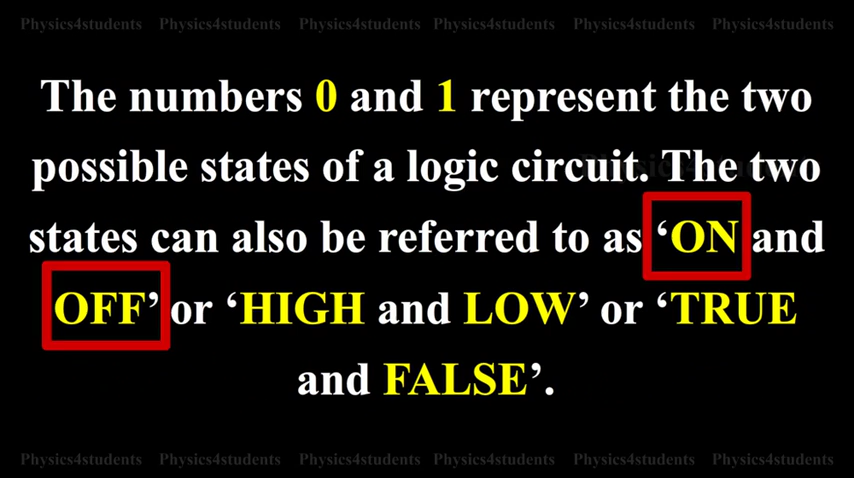 Physics4students Physics4students Physics4students Physics4students Physics4students Physics4students
The numbers 0 and 1 represent the two
possible states of a logic circuit. The two
Physics4students
states can also be referred to as ‘ON and
OFF’ or ‘HIGH and LOW’ or ‘TRUE
and FALSE’.
Physics4students Physics4students Physics4students Physics4students Physics4students Physics4students